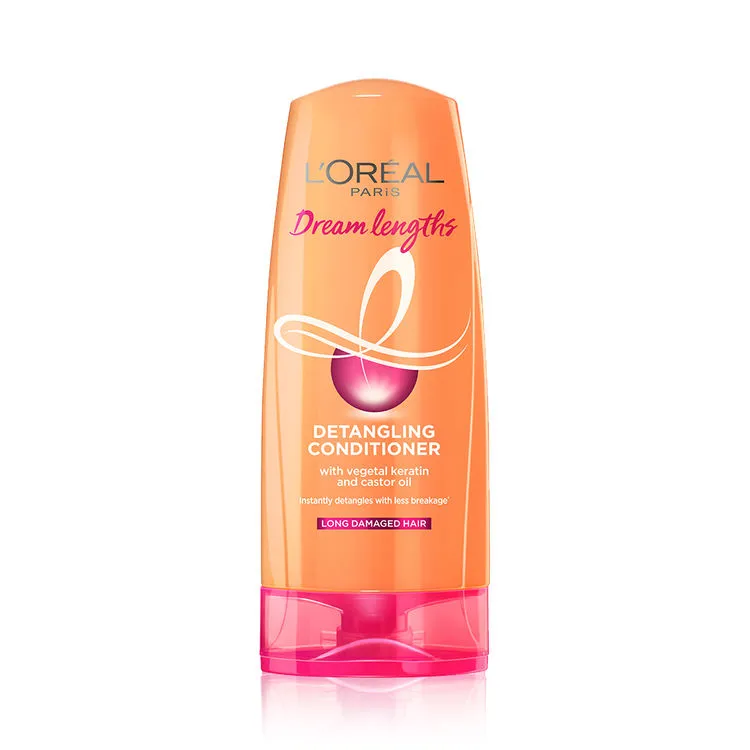 L'ORÉAL
PARIS
Dream lengths
DETANGLING
CONDITIONER
with vegetal keratin
and castor oil
Instantly detangles with less breakage*
LONG DAMAGED HAIR